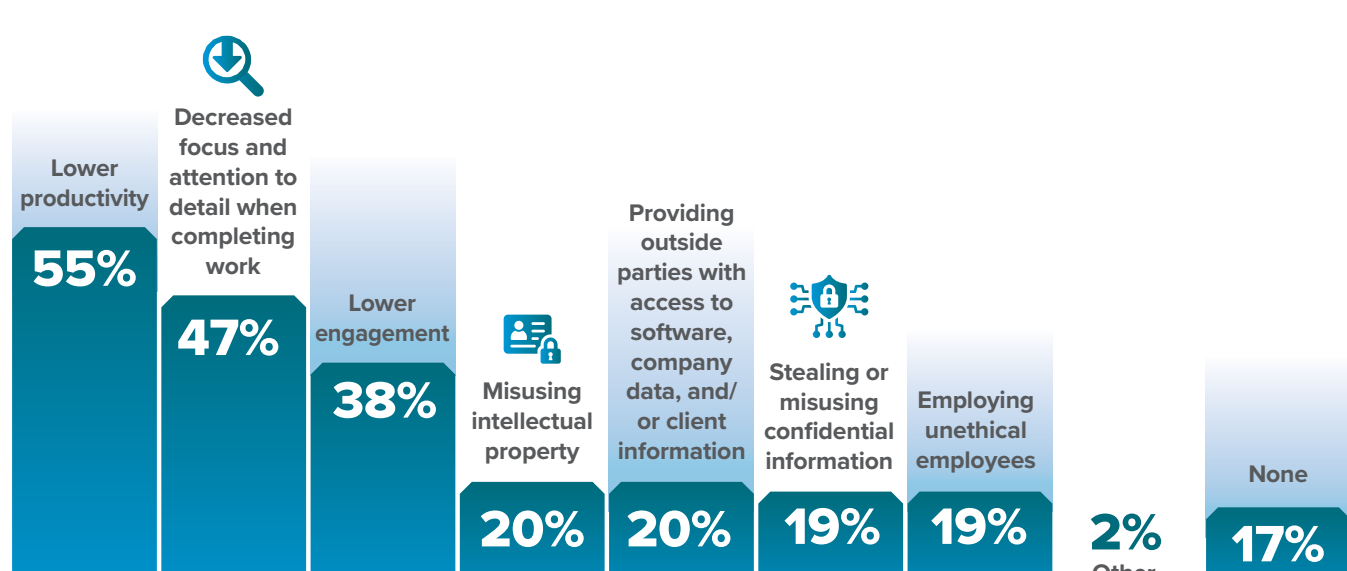 Lower
productivity
55%
Decreased
focus and
attention to
detail when
completing
work
47%
Lower
engagement
38%
Misusing
intellectual
property
20%
Providing
outside
parties with
access to
software,
company
data, and/
or client
information
20%
Stealing or
misusing
confidential
information
19%
Employing
unethical
employees
19%
2%
Other
None
17%